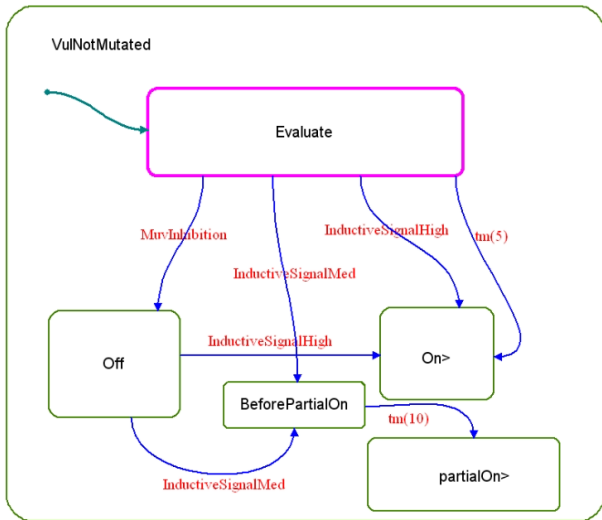 VulNotMutated
Evaluate
MuvInhibition
InductiveSignalHigh
tm(5)
InductiveSignalMed
Off
InductiveSignalHigh
On>
BeforePartialOn
tm(10)
partialOn>
InductiveSignalMed